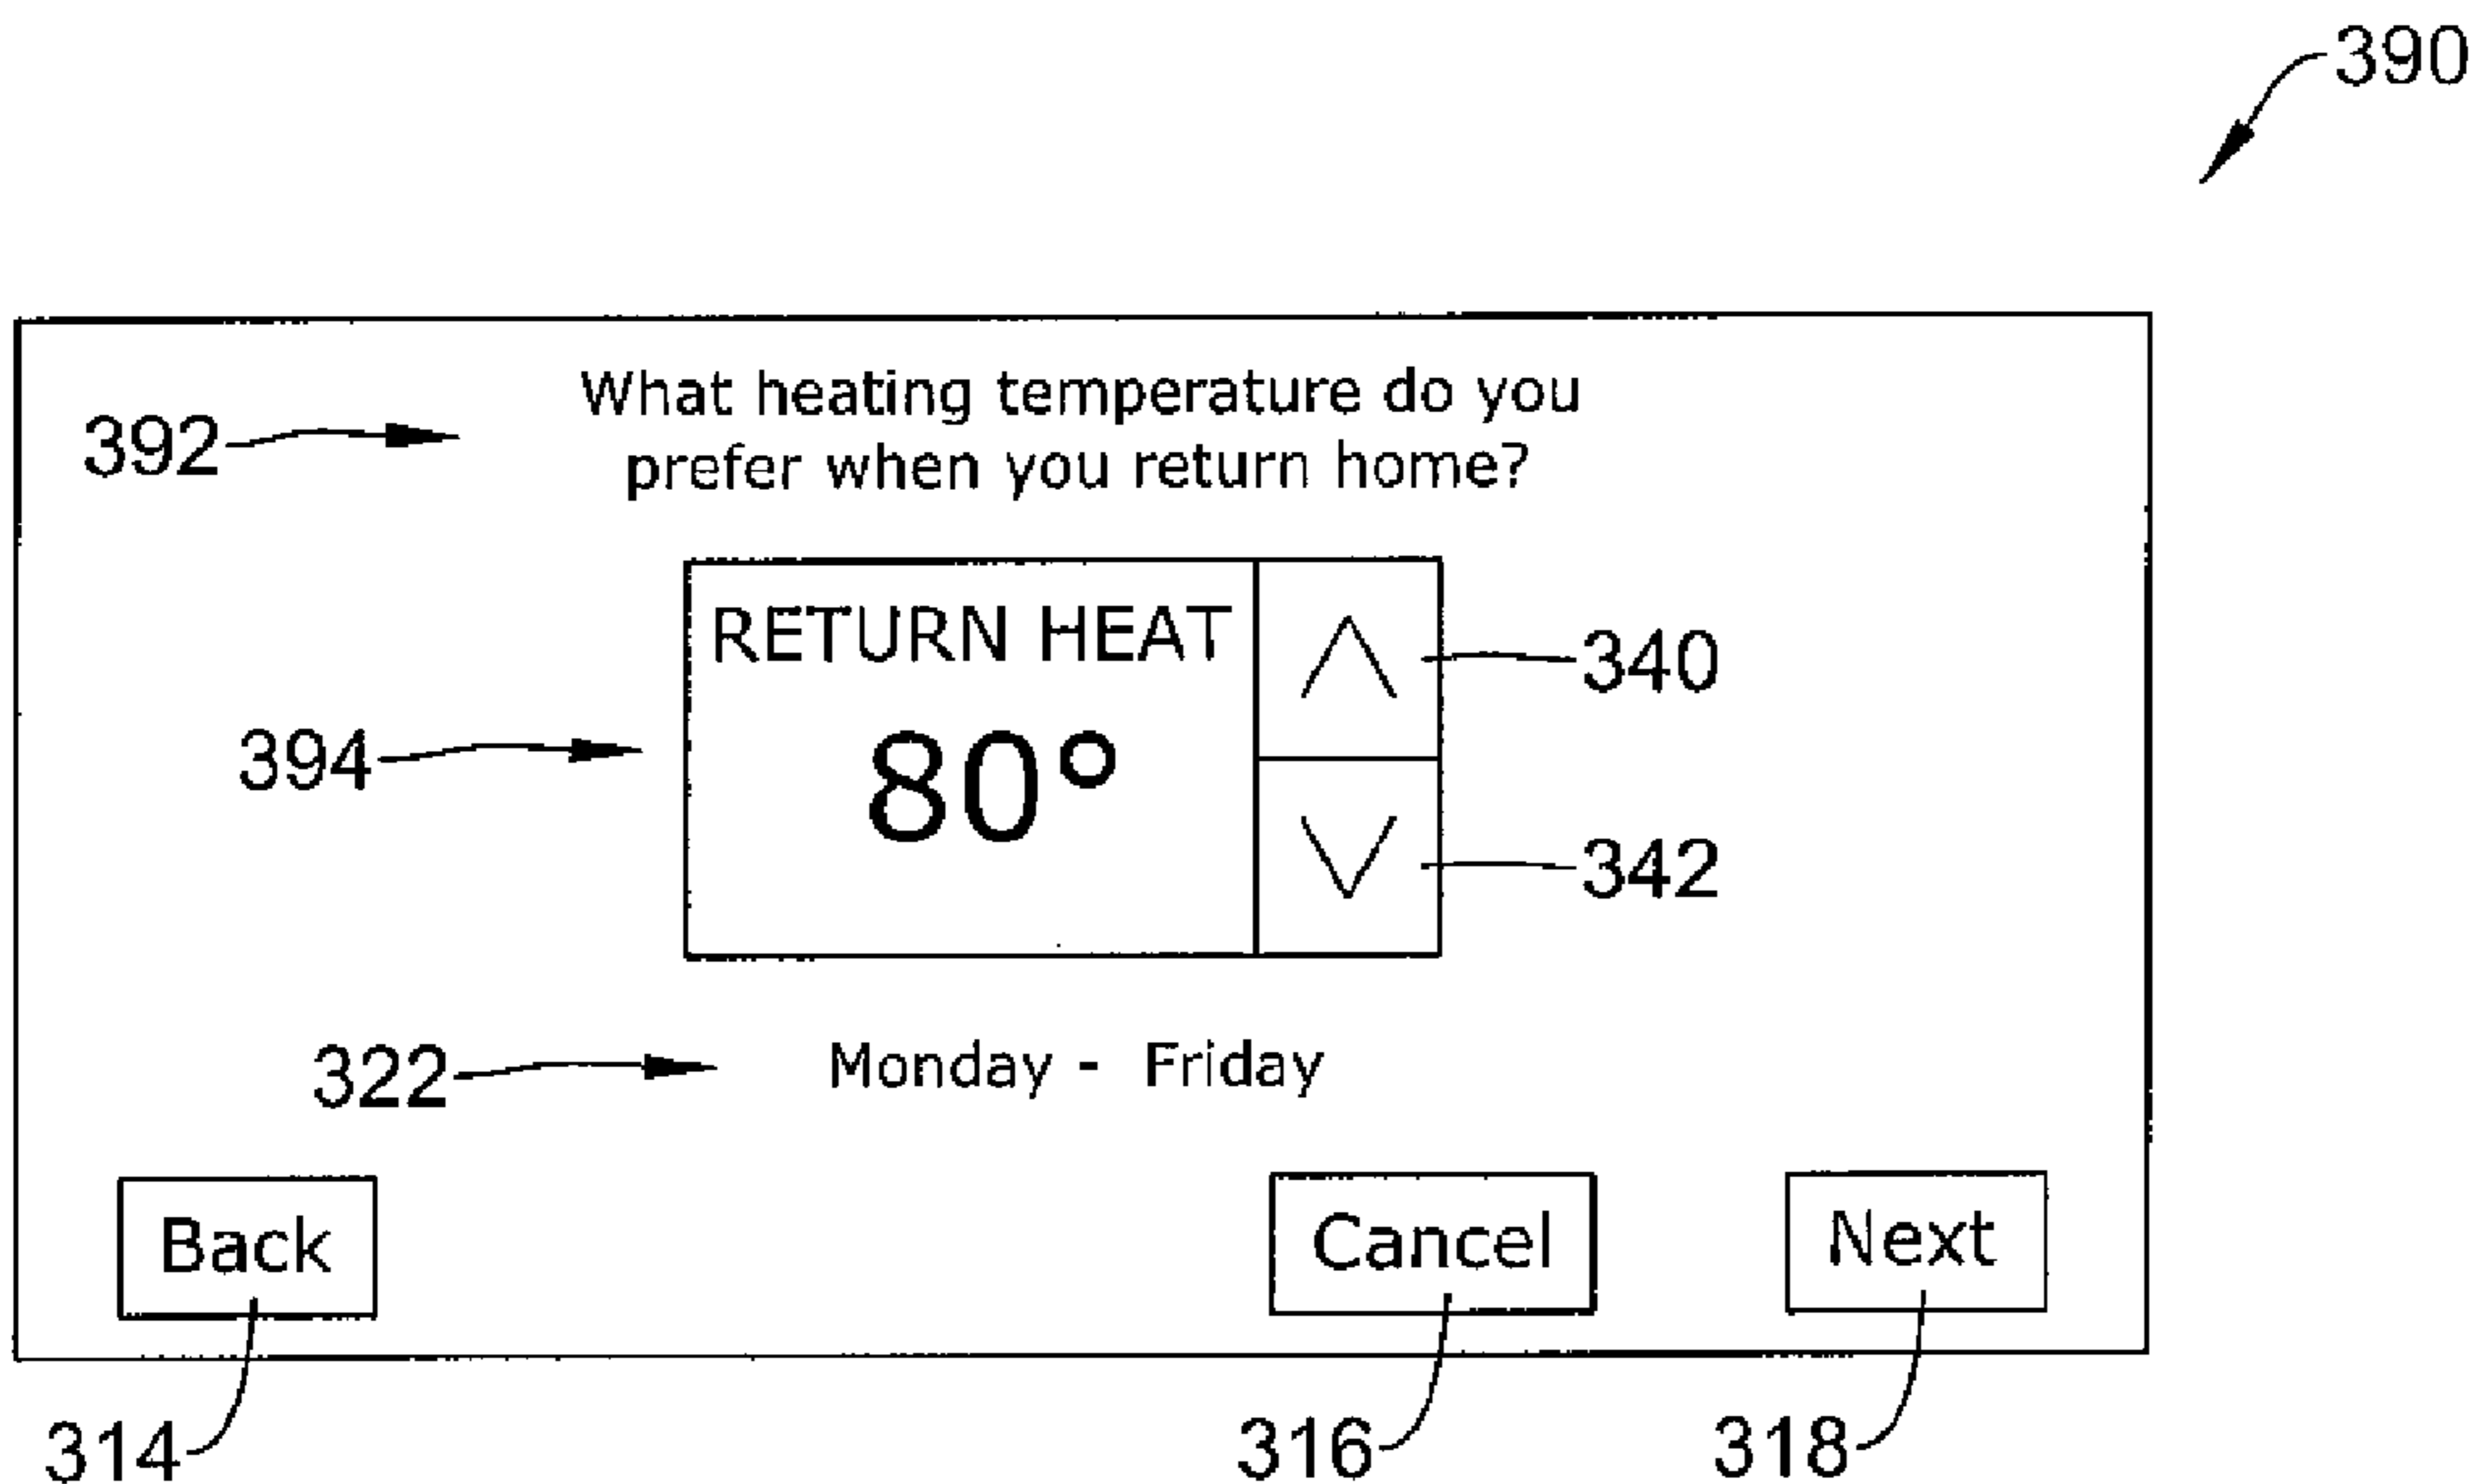 390
What heating temperature do you
392
prefer when you return home?
RETURN HEAT
340
394
80°
342
322
Monday - Friday
Back
Cancel
Next
314
316
318